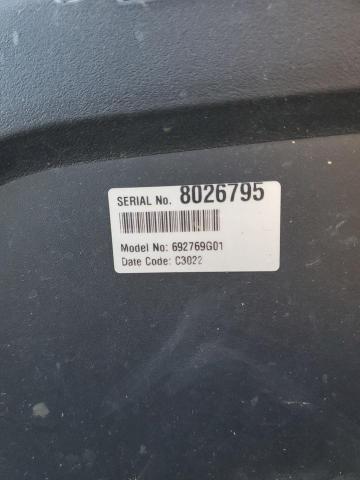 SERIAL No. 8026795
Model No: 692769G01
Date Code: C3022